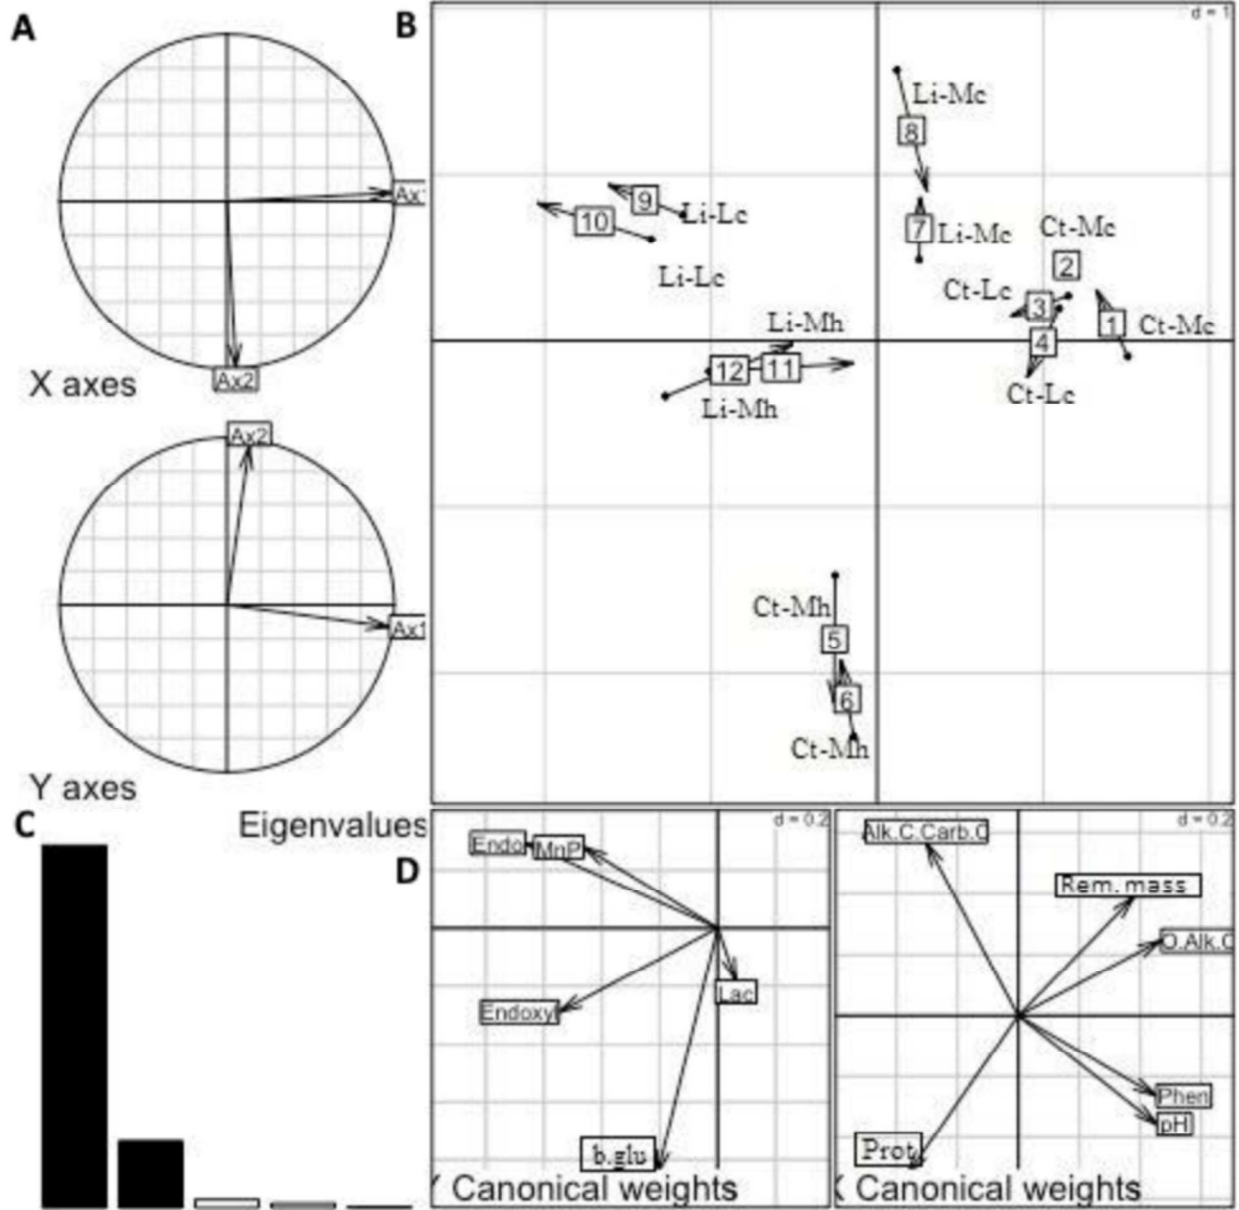 A
Ax1
Ax2
X axes
Ax2
Ax1
Y axes
B
d = 1
Li-Mc
8
9
Li-Lc
10
7
Li-Mc
Ct-Mc
2
Li-Lc
Ct-Lc
3
1
Ct-Mc
Li-Mh
4
12
11
Ct-Lc
Li-Mh
Ct-Mh
5
6
Ct-Mh
C
Eigenvalues
D
d = 0.2
Endo
MnP
Lac
Endoxyl
b.glu
Y Canonical weights
d = 0.2
Alk.C.Carb.C
Rem. mass
O.Alk.C
Phen
pH
Prot
X Canonical weights